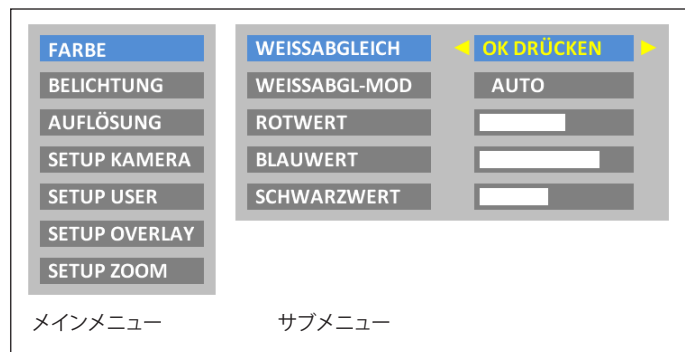 FARBE
BELICHTUNG
AUFLÖSUNG
SETUP KAMERA
SETUP USER
SETUP OVERLAY
SETUP ZOOM
WEISSABGLEICH OK DRÜCKEN
WEISSABGL-MOD AUTO
ROTWERT
BLAUWERT
SCHWARZWERT
メインメニュー
サブメニュー